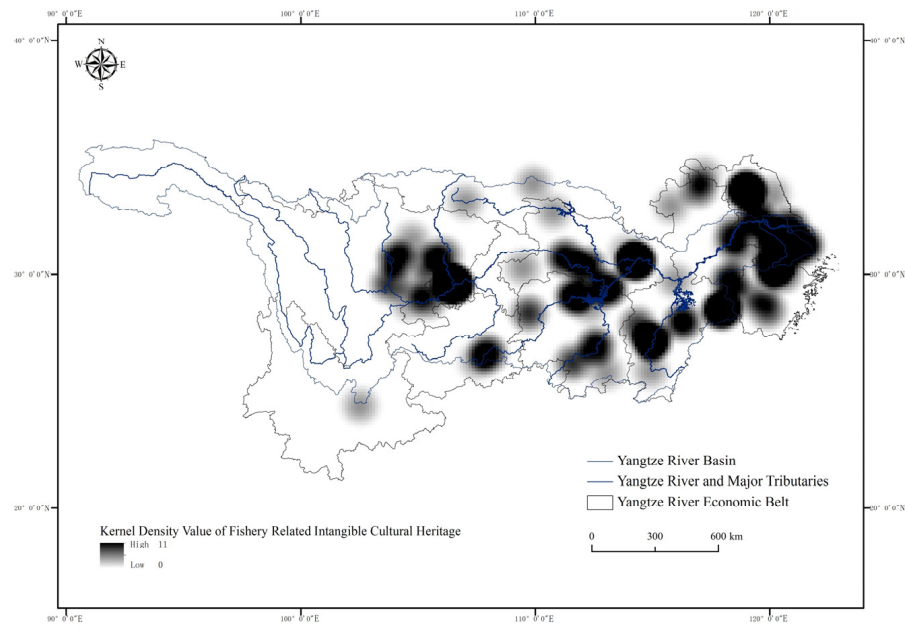 90° 0′0″E 100° 0′0″E 110° 0′0″E 120° 0′0″E
40° 0′0″N 40° 0′0″N
N
W E
S
30° 0′0″N 30° 0′0″N
Yangtze River Basin
Yangtze River and Major Tributaries
Yangtze River Economic Belt
20° 0′0″N 20° 0′0″N
Kernel Density Value of Fishery Related Intangible Cultural Heritage
High 11
Low 0
0 300 600 km
90° 0′0″E 100° 0′0″E 110° 0′0″E 120° 0′0″E